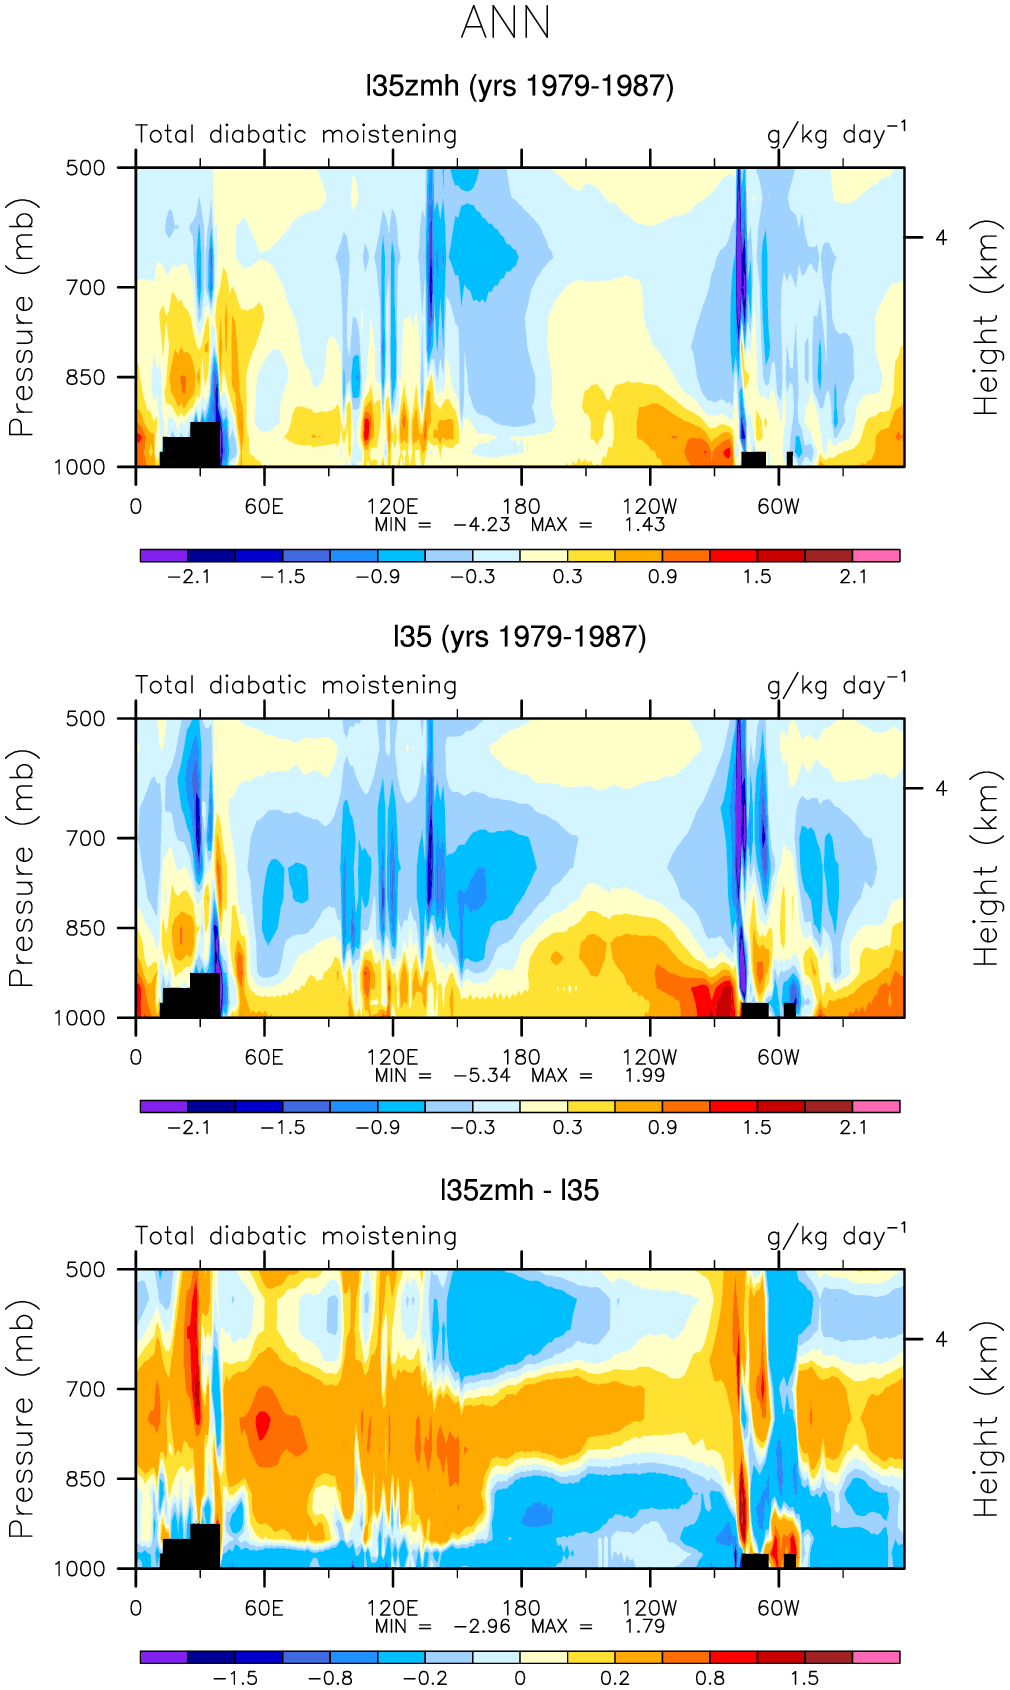 ANN
l35zmh (yrs 1979-1987)
Total diabatic moistening g/kg day⁻¹
500
700
850
1000
Pressure (mb)
4
Height (km)
0 60E 120E 180 120W 60W
MIN = −4.23 MAX = 1.43
−2.1 −1.5 −0.9 −0.3 0.3 0.9 1.5 2.1
l35 (yrs 1979-1987)
Total diabatic moistening g/kg day⁻¹
500
700
850
1000
Pressure (mb)
4
Height (km)
0 60E 120E 180 120W 60W
MIN = −5.34 MAX = 1.99
−2.1 −1.5 −0.9 −0.3 0.3 0.9 1.5 2.1
l35zmh - l35
Total diabatic moistening g/kg day⁻¹
500
700
850
1000
Pressure (mb)
4
Height (km)
0 60E 120E 180 120W 60W
MIN = −2.96 MAX = 1.79
−1.5 −0.8 −0.2 0 0.2 0.8 1.5